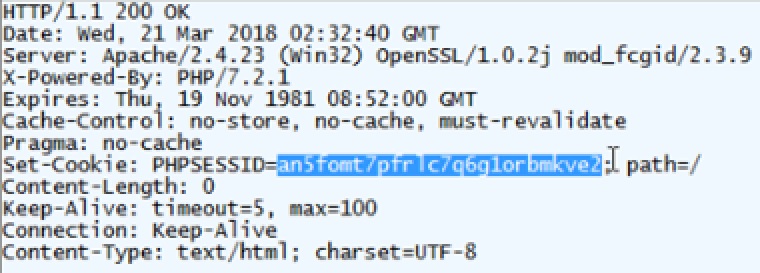 HTTP/1.1 200 OK
Date: Wed, 21 Mar 2018 02:32:40 GMT
Server: Apache/2.4.23 (Win32) OpenSSL/1.0.2j mod_fcgid/2.3.9
X-Powered-By: PHP/7.2.1
Expires: Thu, 19 Nov 1981 08:52:00 GMT
Cache-Control: no-store, no-cache, must-revalidate
Pragma: no-cache
Set-Cookie: PHPSESSID=an5fomt7pfrlc7q6g1orbmkve2; path=/
Content-Length: 0
Keep-Alive: timeout=5, max=100
Connection: Keep-Alive
Content-Type: text/html; charset=UTF-8